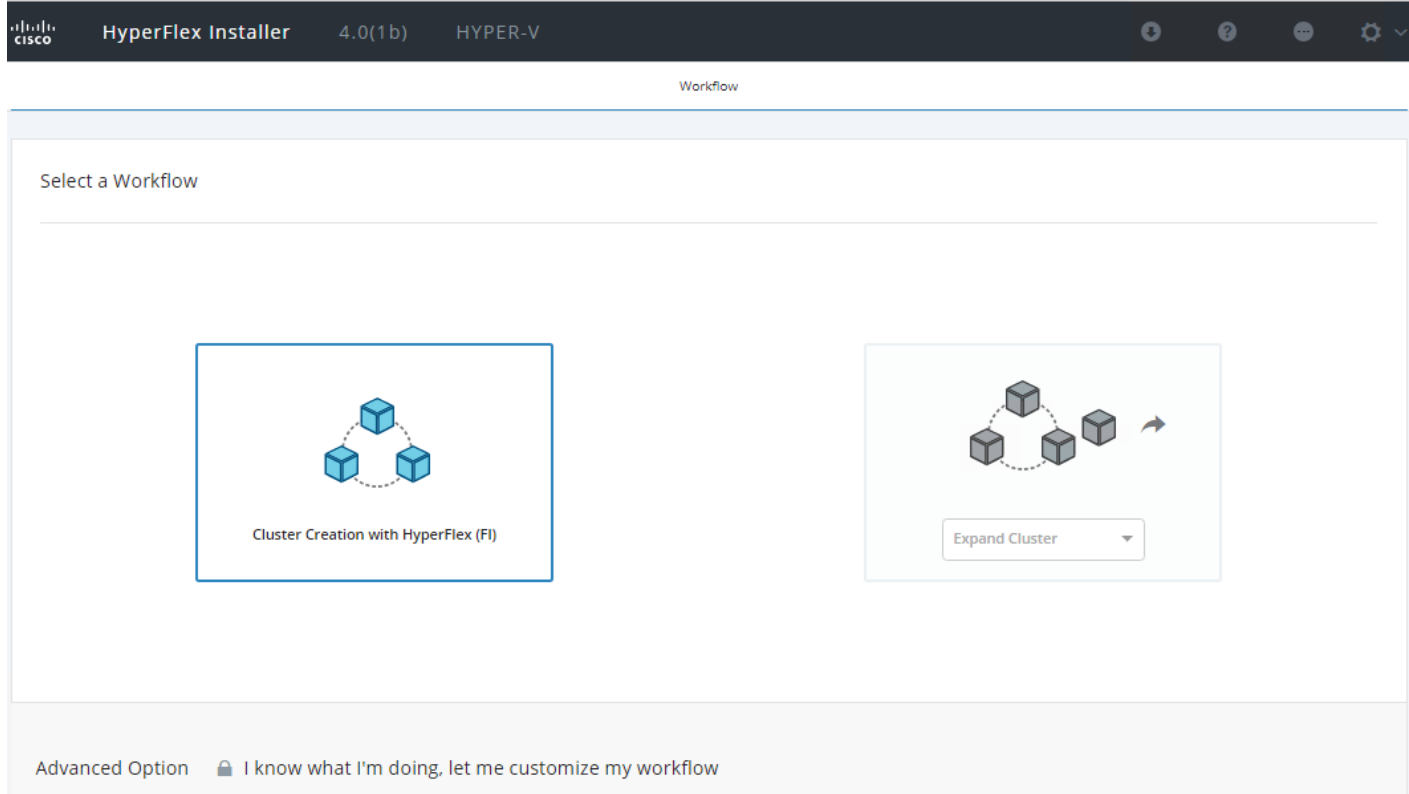 CISCO HyperFlex Installer 4.0(1b) HYPER-V
Workflow
Select a Workflow
Cluster Creation with HyperFlex (FI)
Expand Cluster
Advanced Option I know what I'm doing, let me customize my workflow